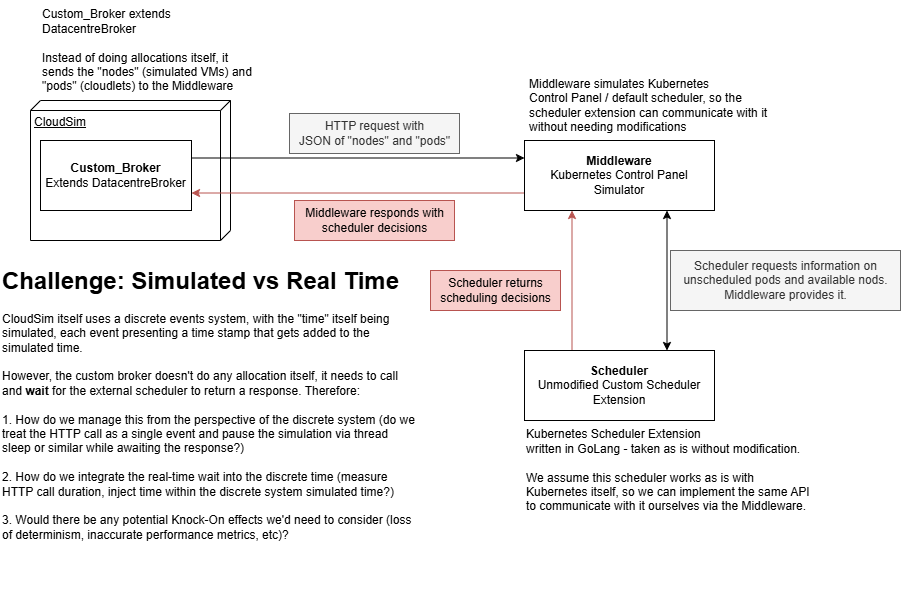 Custom_Broker extends
DatacentreBroker
Instead of doing allocations itself, it
sends the "nodes" (simulated VMs) and
"pods" (cloudlets) to the Middleware
CloudSim
Custom_Broker
Extends DatacentreBroker
HTTP request with
JSON of "nodes" and "pods"
Middleware responds with
scheduler decisions
Middleware simulates Kubernetes
Control Panel / default scheduler, so the
scheduler extension can communicate with it
without needing modifications
Middleware
Kubernetes Control Panel
Simulator
Scheduler returns
scheduling decisions
Scheduler requests information on
unscheduled pods and available nods.
Middleware provides it.
Scheduler
Unmodified Custom Scheduler
Extension
Kubernetes Scheduler Extension
written in GoLang - taken as is without modification.
We assume this scheduler works as is with
Kubernetes itself, so we can implement the same API
to communicate with it ourselves via the Middleware.
Challenge: Simulated vs Real Time
CloudSim itself uses a discrete events system, with the "time" itself being
simulated, each event presenting a time stamp that gets added to the
simulated time.
However, the custom broker doesn't do any allocation itself, it needs to call
and wait for the external scheduler to return a response. Therefore:
1. How do we manage this from the perspective of the discrete system (do we
treat the HTTP call as a single event and pause the simulation via thread
sleep or similar while awaiting the response?)
2. How do we integrate the real-time wait into the discrete time (measure
HTTP call duration, inject time within the discrete system simulated time?)
3. Would there be any potential Knock-On effects we'd need to consider (loss
of determinism, inaccurate performance metrics, etc)?